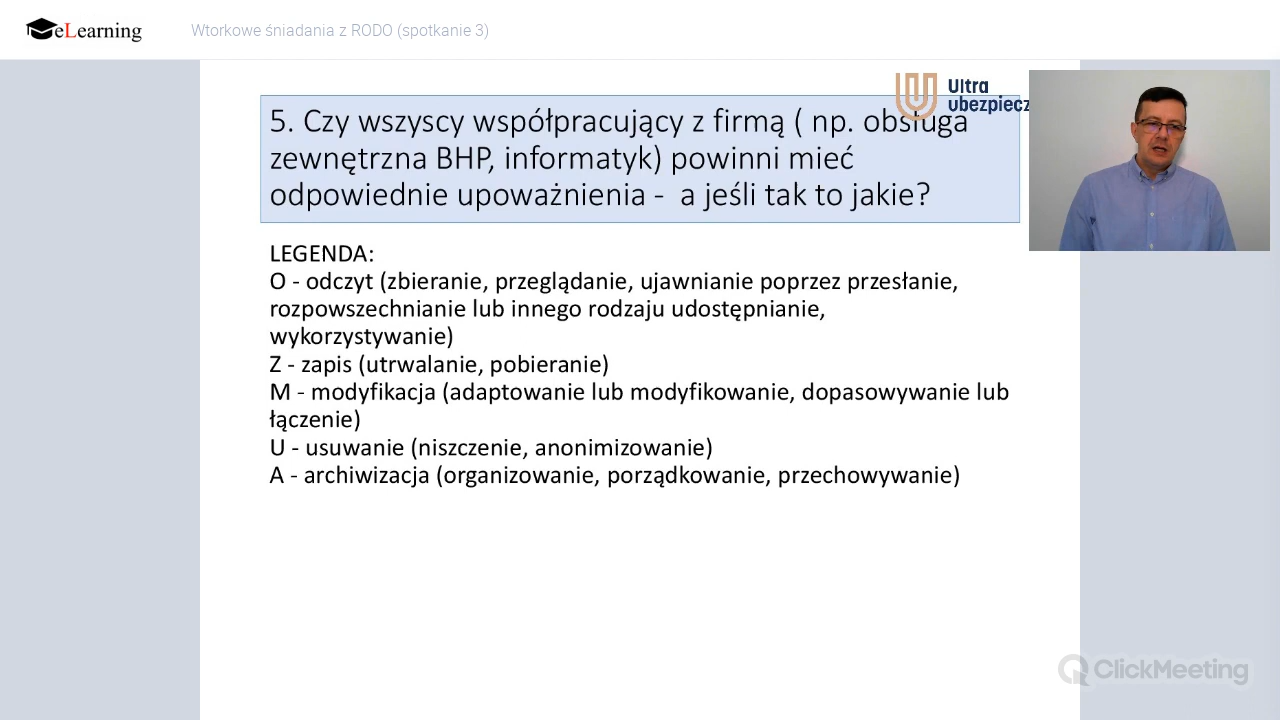 eLearning
Wtorkowe śniadania z RODO (spotkanie 3)
Ultra
ubezpiecz
5. Czy wszyscy współpracujący z firmą ( np. obsługa
zewnętrzna BHP, informatyk) powinni mieć
odpowiednie upoważnienia - a jeśli tak to jakie?
LEGENDA:
O - odczyt (zbieranie, przeglądanie, ujawnianie poprzez przesłanie,
rozpowszechnianie lub innego rodzaju udostępnianie,
wykorzystywanie)
Z - zapis (utrwalanie, pobieranie)
M - modyfikacja (adaptowanie lub modyfikowanie, dopasowywanie lub
łączenie)
U - usuwanie (niszczenie, anonimizowanie)
A - archiwizacja (organizowanie, porządkowanie, przechowywanie)
ClickMeeting